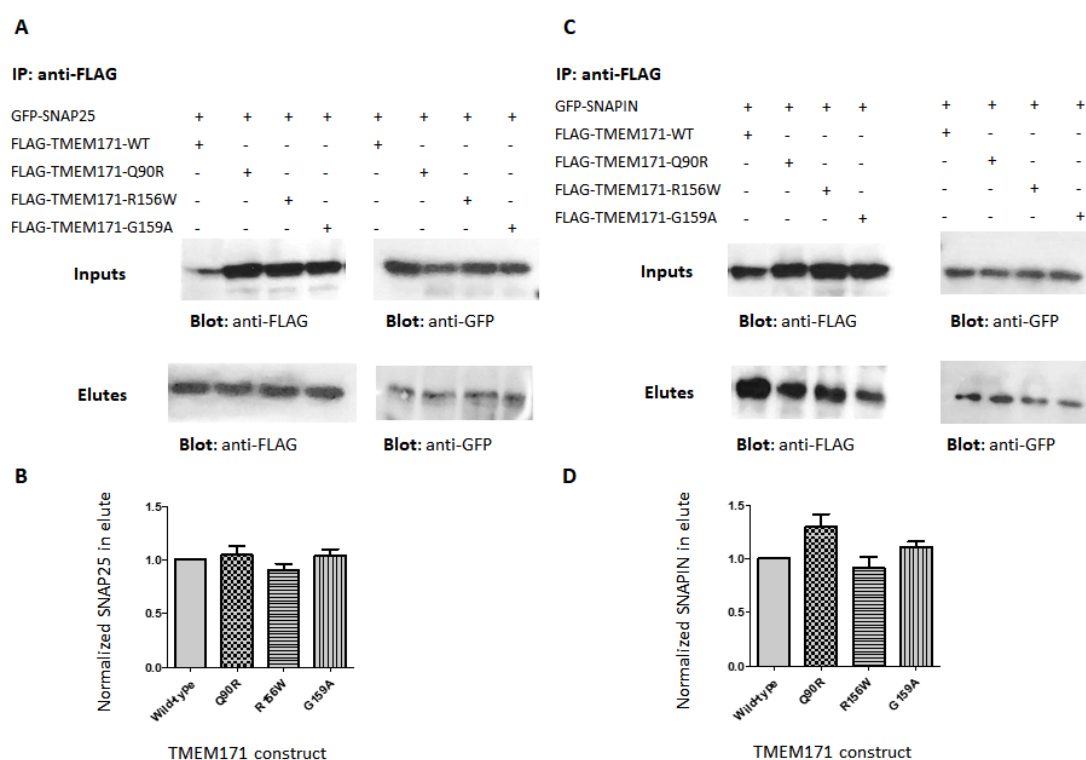 A
IP: anti-FLAG
GFP-SNAP25 + + + + + + + +
FLAG-TMEM171-WT + - - - + - - -
FLAG-TMEM171-Q90R - + - - - + - -
FLAG-TMEM171-R156W - - + - - - + -
FLAG-TMEM171-G159A - - - + - - - +
Inputs
Blot: anti-FLAG Blot: anti-GFP
Elutes
Blot: anti-FLAG Blot: anti-GFP
B
Normalized SNAP25 in elute
1.5
1.0
0.5
0.0
Wild-type Q90R R156W G159A
TMEM171 construct
C
IP: anti-FLAG
GFP-SNAPIN + + + + + + + +
FLAG-TMEM171-WT + - - - + - - -
FLAG-TMEM171-Q90R - + - - - + - -
FLAG-TMEM171-R156W - - + - - - + -
FLAG-TMEM171-G159A - - - + - - - +
Inputs
Blot: anti-FLAG Blot: anti-GFP
Elutes
Blot: anti-FLAG Blot: anti-GFP
D
Normalized SNAPIN in elute
1.5
1.0
0.5
0.0
Wild-type Q90R R156W G159A
TMEM171 construct